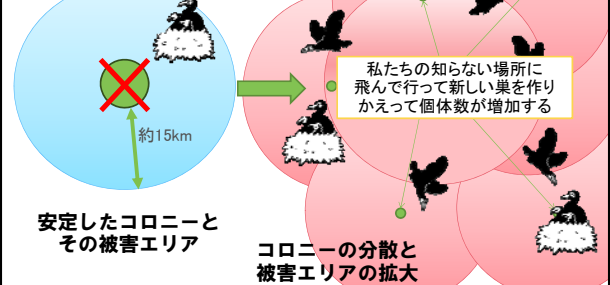 私たちの知らない場所に
飛んで行って新しい巣を作り
かえって個体数が増加する
約15km
安定したコロニーと
その被害エリア
コロニーの分散と
被害エリアの拡大